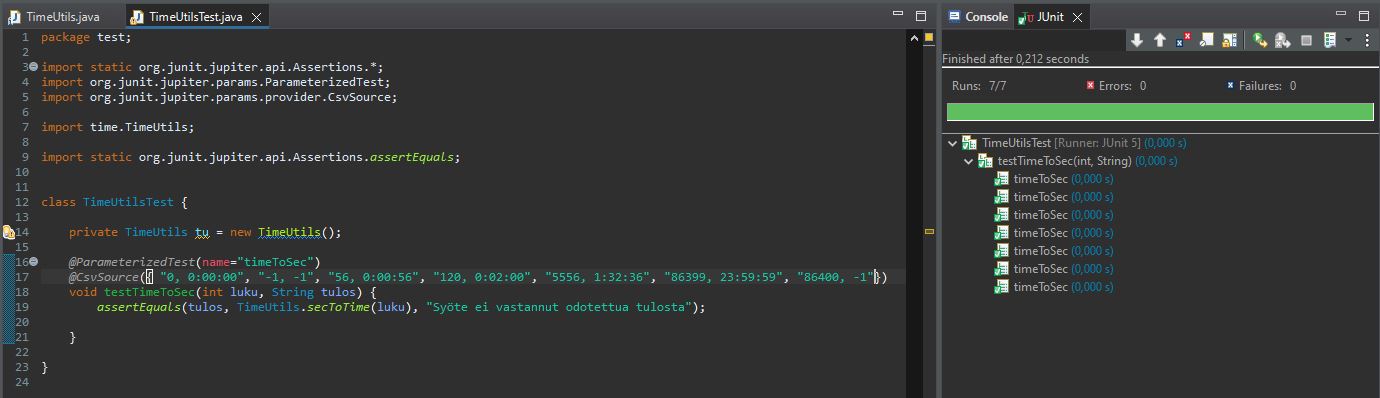 TimeUtils.java
TimeUtilsTest.java
1 package test;
2
3 import static org.junit.jupiter.api.Assertions.*;
4 import org.junit.jupiter.params.ParameterizedTest;
5 import org.junit.jupiter.params.provider.CsvSource;
6
7 import time.TimeUtils;
8
9 import static org.junit.jupiter.api.Assertions.assertEquals;
10
11
12 class TimeUtilsTest {
13
14 private TimeUtils tu = new TimeUtils();
15
16 @ParameterizedTest(name="timeToSec")
17 @CsvSource({ "0, 0:00:00", "-1, -1", "56, 0:00:56", "120, 0:02:00", "5556, 1:32:36", "86399, 23:59:59", "86400, -1"})
18 void testTimeToSec(int luku, String tulos) {
19 assertEquals(tulos, TimeUtils.secToTime(luku), "Syöte ei vastannut odotettua tulosta");
20
21 }
22
23 }
24
Console
JUnit
Finished after 0,212 seconds
Runs: 7/7 Errors: 0 Failures: 0
TimeUtilsTest [Runner: JUnit 5] (0,000 s)
testTimeToSec(int, String) (0,000 s)
timeToSec (0,000 s)
timeToSec (0,000 s)
timeToSec (0,000 s)
timeToSec (0,000 s)
timeToSec (0,000 s)
timeToSec (0,000 s)
timeToSec (0,000 s)